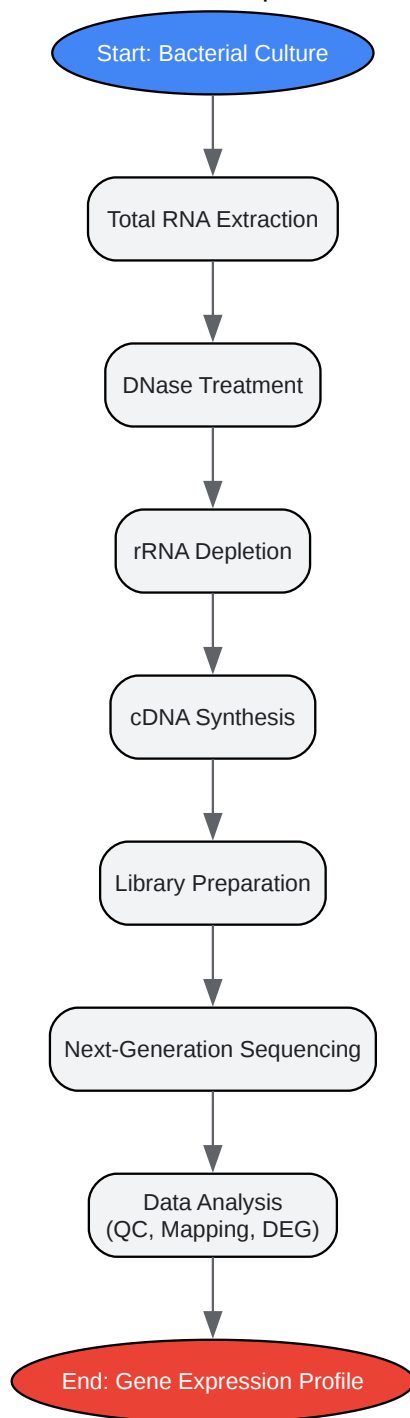 Start: Bacterial Culture
Total RNA Extraction
DNase Treatment
rRNA Depletion
cDNA Synthesis
Library Preparation
Next-Generation Sequencing
Data Analysis
(QC, Mapping, DEG)
End: Gene Expression Profile